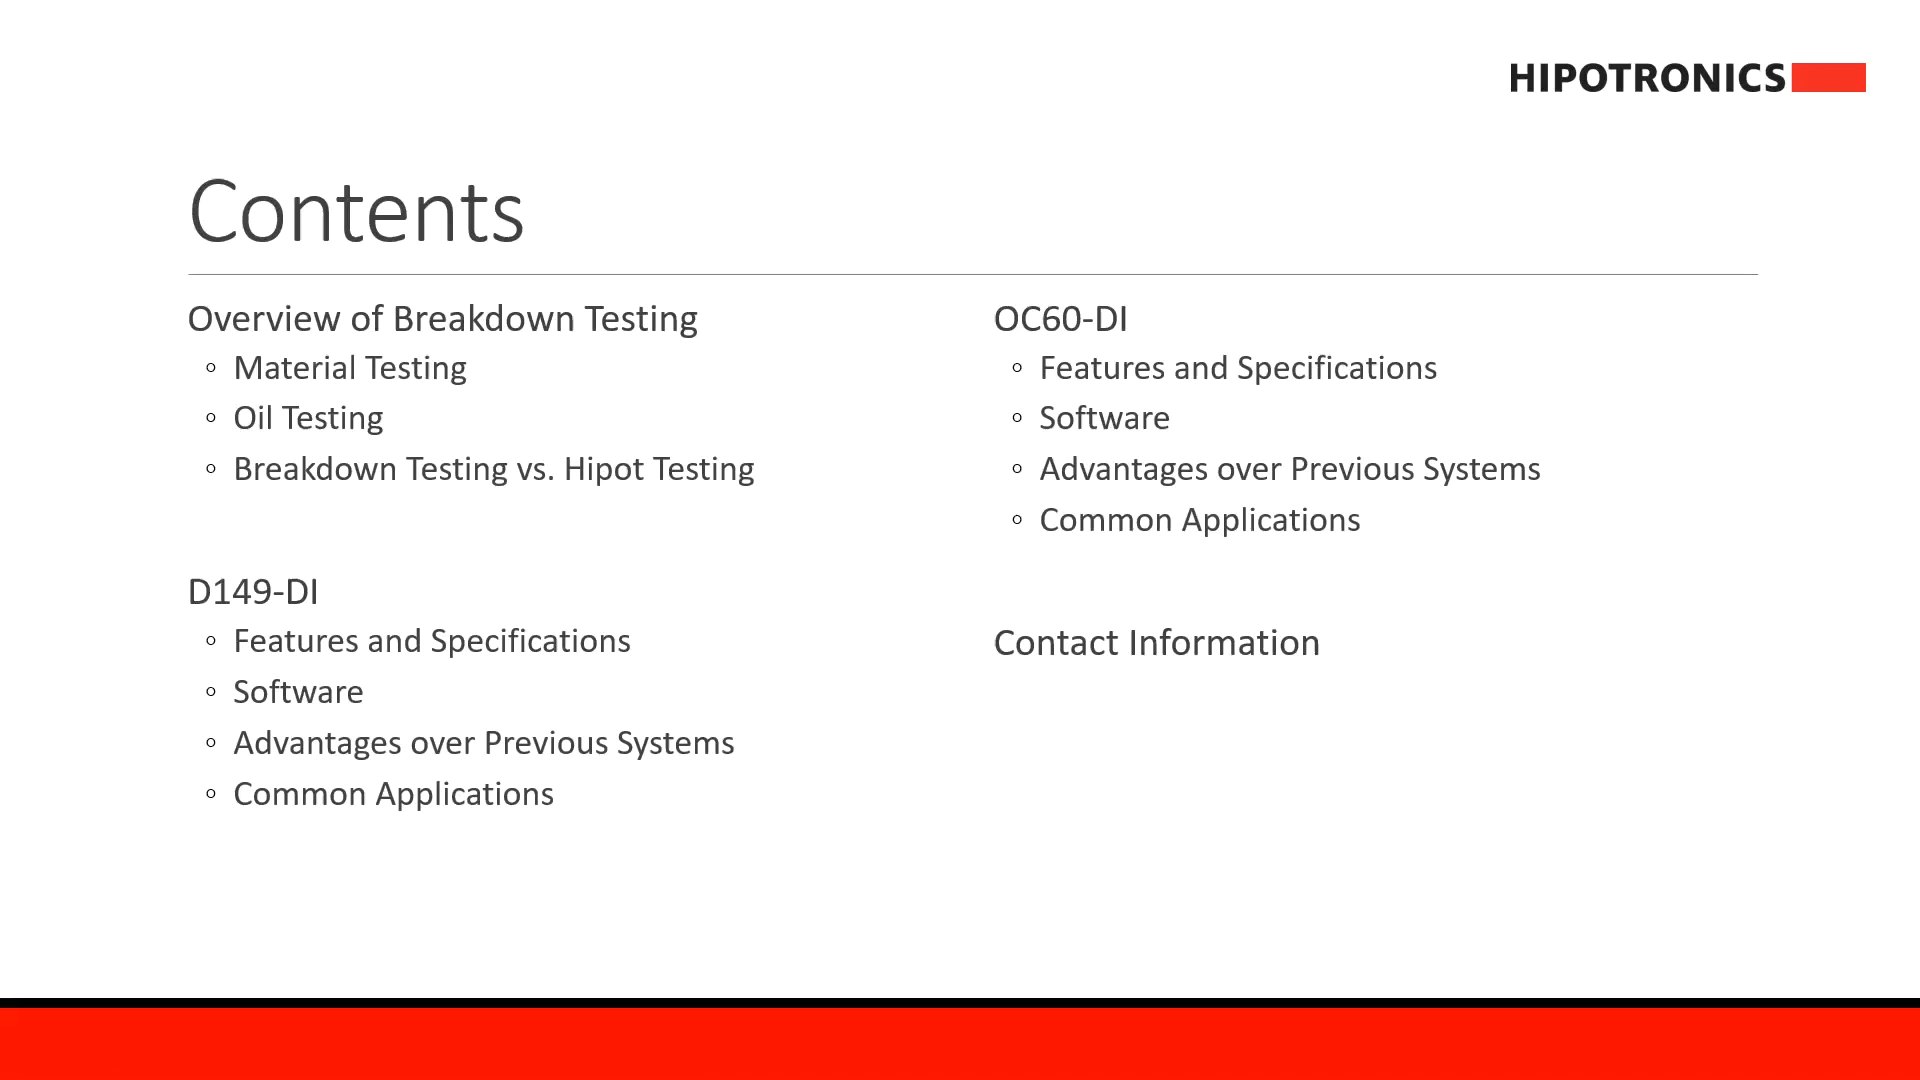 HIPOTRONICS
Contents
Overview of Breakdown Testing
◦ Material Testing
◦ Oil Testing
◦ Breakdown Testing vs. Hipot Testing
D149-DI
◦ Features and Specifications
◦ Software
◦ Advantages over Previous Systems
◦ Common Applications
OC60-DI
◦ Features and Specifications
◦ Software
◦ Advantages over Previous Systems
◦ Common Applications
Contact Information